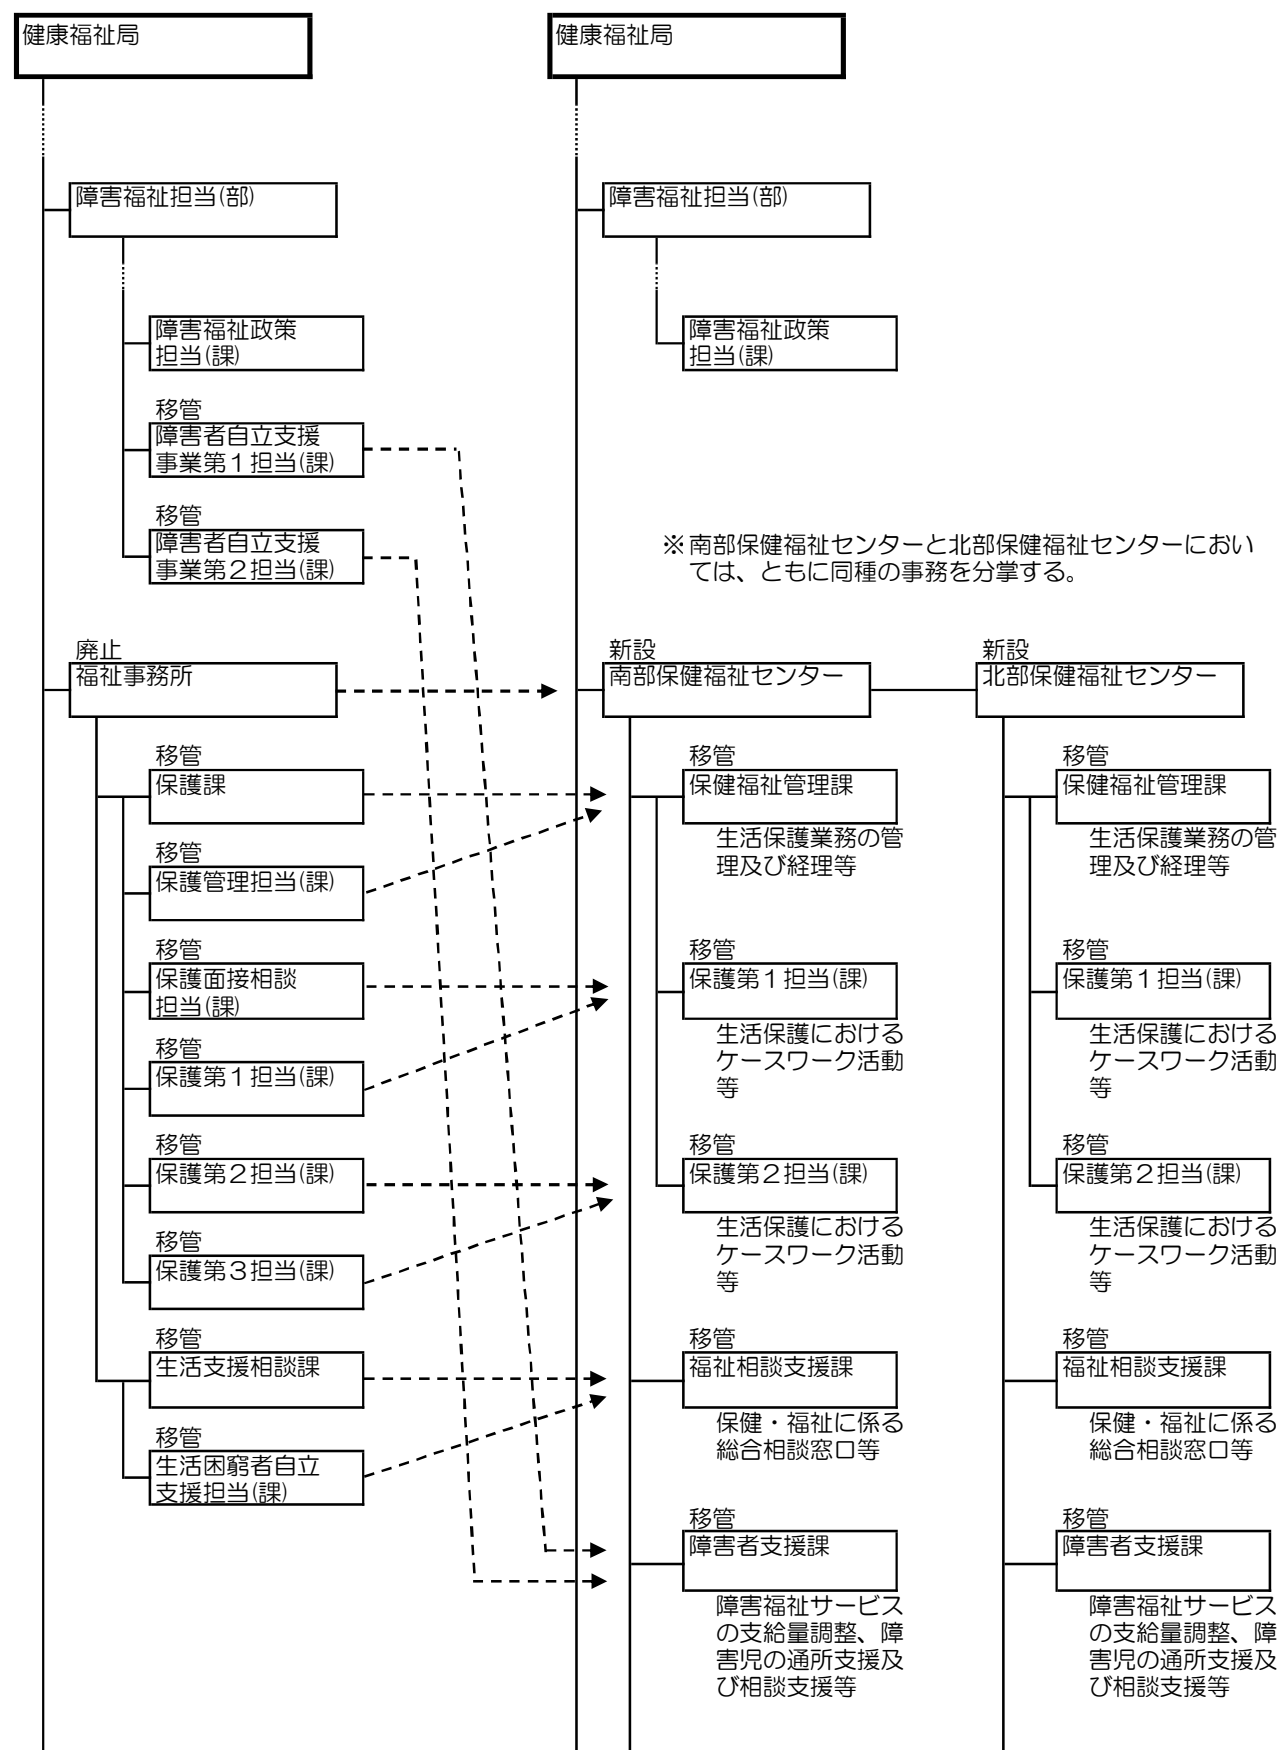 健康福祉局
健康福祉局
障害福祉担当(部)
障害福祉担当(部)
障害福祉政策
担当(課)
障害福祉政策
担当(課)
移管
障害者自立支援
事業第1担当(課)
移管
障害者自立支援
事業第2担当(課)
※南部保健福祉センターと北部保健福祉センターにおい
ては、ともに同種の事務を分掌する。
廃止
福祉事務所
新設
南部保健福祉センター
新設
北部保健福祉センター
移管
保護課
移管
保護管理担当(課)
移管
保護面接相談
担当(課)
移管
保護第1担当(課)
移管
保護第2担当(課)
移管
保護第3担当(課)
移管
生活支援相談課
移管
生活困窮者自立
支援担当(課)
移管
保健福祉管理課
生活保護業務の管
理及び経理等
移管
保護第1担当(課)
生活保護における
ケースワーク活動
等
移管
保護第2担当(課)
生活保護における
ケースワーク活動
等
移管
福祉相談支援課
保健・福祉に係る
総合相談窓口等
移管
障害者支援課
障害福祉サービス
の支給量調整、障
害児の通所支援及
び相談支援等
移管
保健福祉管理課
生活保護業務の管
理及び経理等
移管
保護第1担当(課)
生活保護における
ケースワーク活動
等
移管
保護第2担当(課)
生活保護における
ケースワーク活動
等
移管
福祉相談支援課
保健・福祉に係る
総合相談窓口等
移管
障害者支援課
障害福祉サービス
の支給量調整、障
害児の通所支援及
び相談支援等